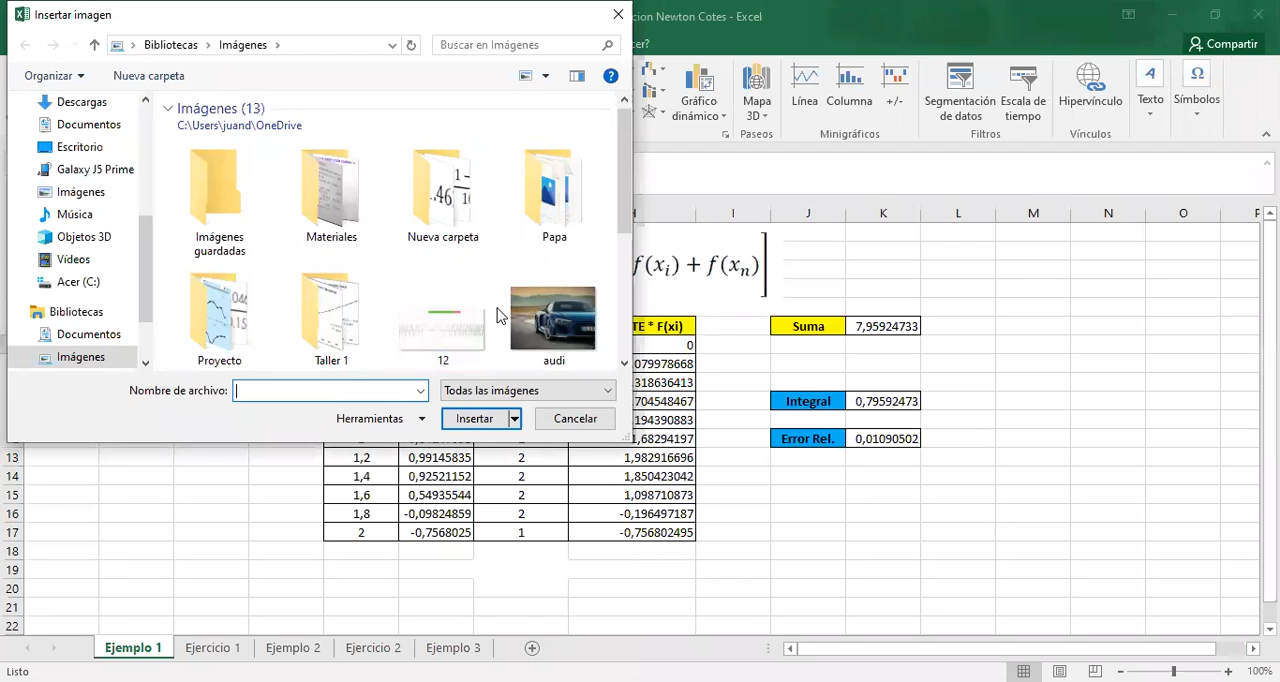 Insertar imagen
cion Newton Cotes - Excel
Bibliotecas > Imágenes >
Buscar en Imágenes
cer?
Compartir
Organizar
Nueva carpeta
Gráfico dinámico
Mapa 3D
Línea
Columna
+/-
Segmentación de datos
Escala de tiempo
Hipervínculo
Texto
Símbolos
Paseos
Minigráficos
Filtros
Vínculos
Descargas
Documentos
Escritorio
Galaxy J5 Prime
Imágenes
Música
Objetos 3D
Vídeos
Acer (C:)
Bibliotecas
Documentos
Imágenes
Imágenes (13)
C:\Users\juand\OneDrive
Imágenes guardadas
Materiales
Nueva carpeta
Papa
Proyecto
Taller 1
12
audi
Nombre de archivo:
Todas las imágenes
Herramientas
Insertar
Cancelar
H I J K L M N O P
f(xᵢ) + f(xₙ)]
TE * F(xi)
0
079978668
318636413
704548467
194390883
1,68294197
Suma 7,95924733
Integral 0,79592473
Error Rel. 0,01090502
13 1,2 0,99145835 2 1,982916696
14 1,4 0,92521152 2 1,850423042
15 1,6 0,54935544 2 1,098710873
16 1,8 -0,09824859 2 -0,196497187
17 2 -0,7568025 1 -0,756802495
18
19
20
21
22
Ejemplo 1 Ejercicio 1 Ejemplo 2 Ejercicio 2 Ejemplo 3
Listo
100%